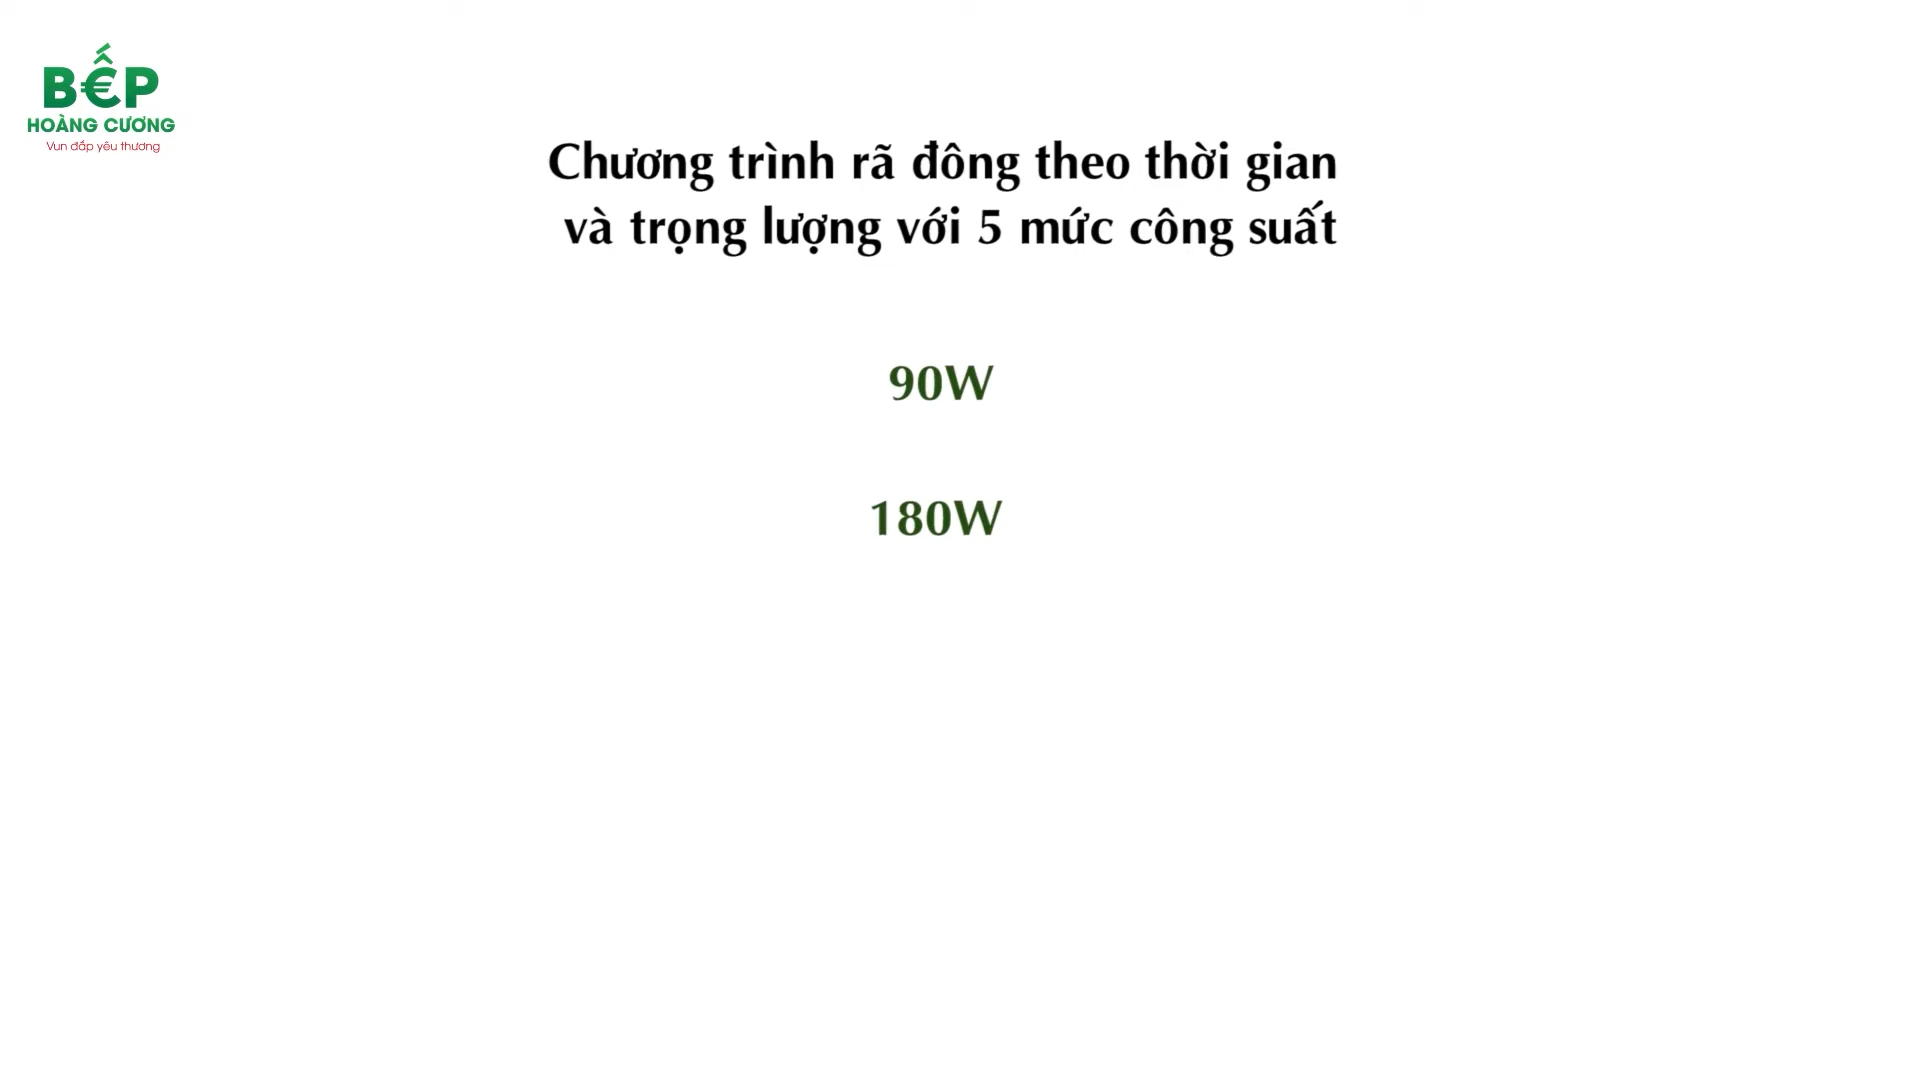 BẾP
HOÀNG CƯƠNG
Vun đắp yêu thương
Chương trình rã đông theo thời gian
và trọng lượng với 5 mức công suất
90W
180W